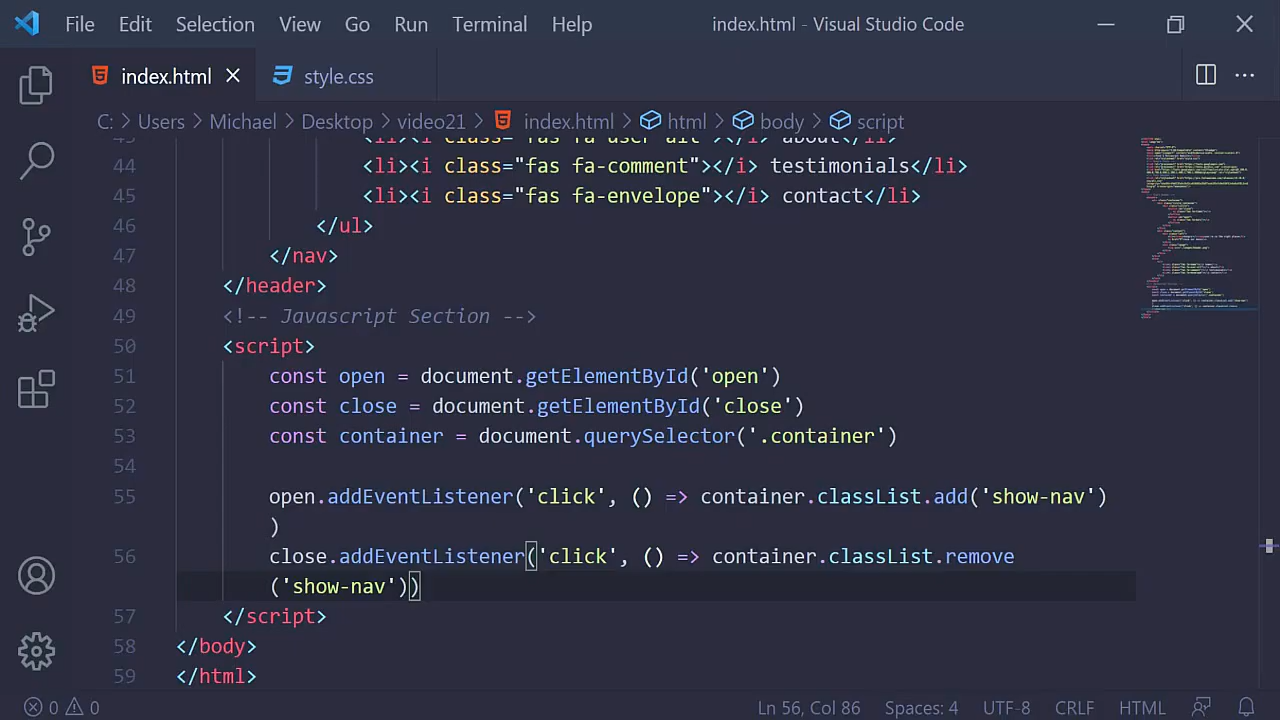 File Edit Selection View Go Run Terminal Help index.html - Visual Studio Code
index.html style.css
C: > Users > Michael > Desktop > video21 > index.html > html > body > script
44 <li><i class="fas fa-comment"></i> testimonials</li>
45 <li><i class="fas fa-envelope"></i> contact</li>
46 </ul>
47 </nav>
48 </header>
49 <!-- Javascript Section -->
50 <script>
51 const open = document.getElementById('open')
52 const close = document.getElementById('close')
53 const container = document.querySelector('.container')
54
55 open.addEventListener('click', () => container.classList.add('show-nav')
)
56 close.addEventListener('click', () => container.classList.remove
('show-nav'))
57 </script>
58 </body>
59 </html>
0 0 Ln 56, Col 86 Spaces: 4 UTF-8 CRLF HTML